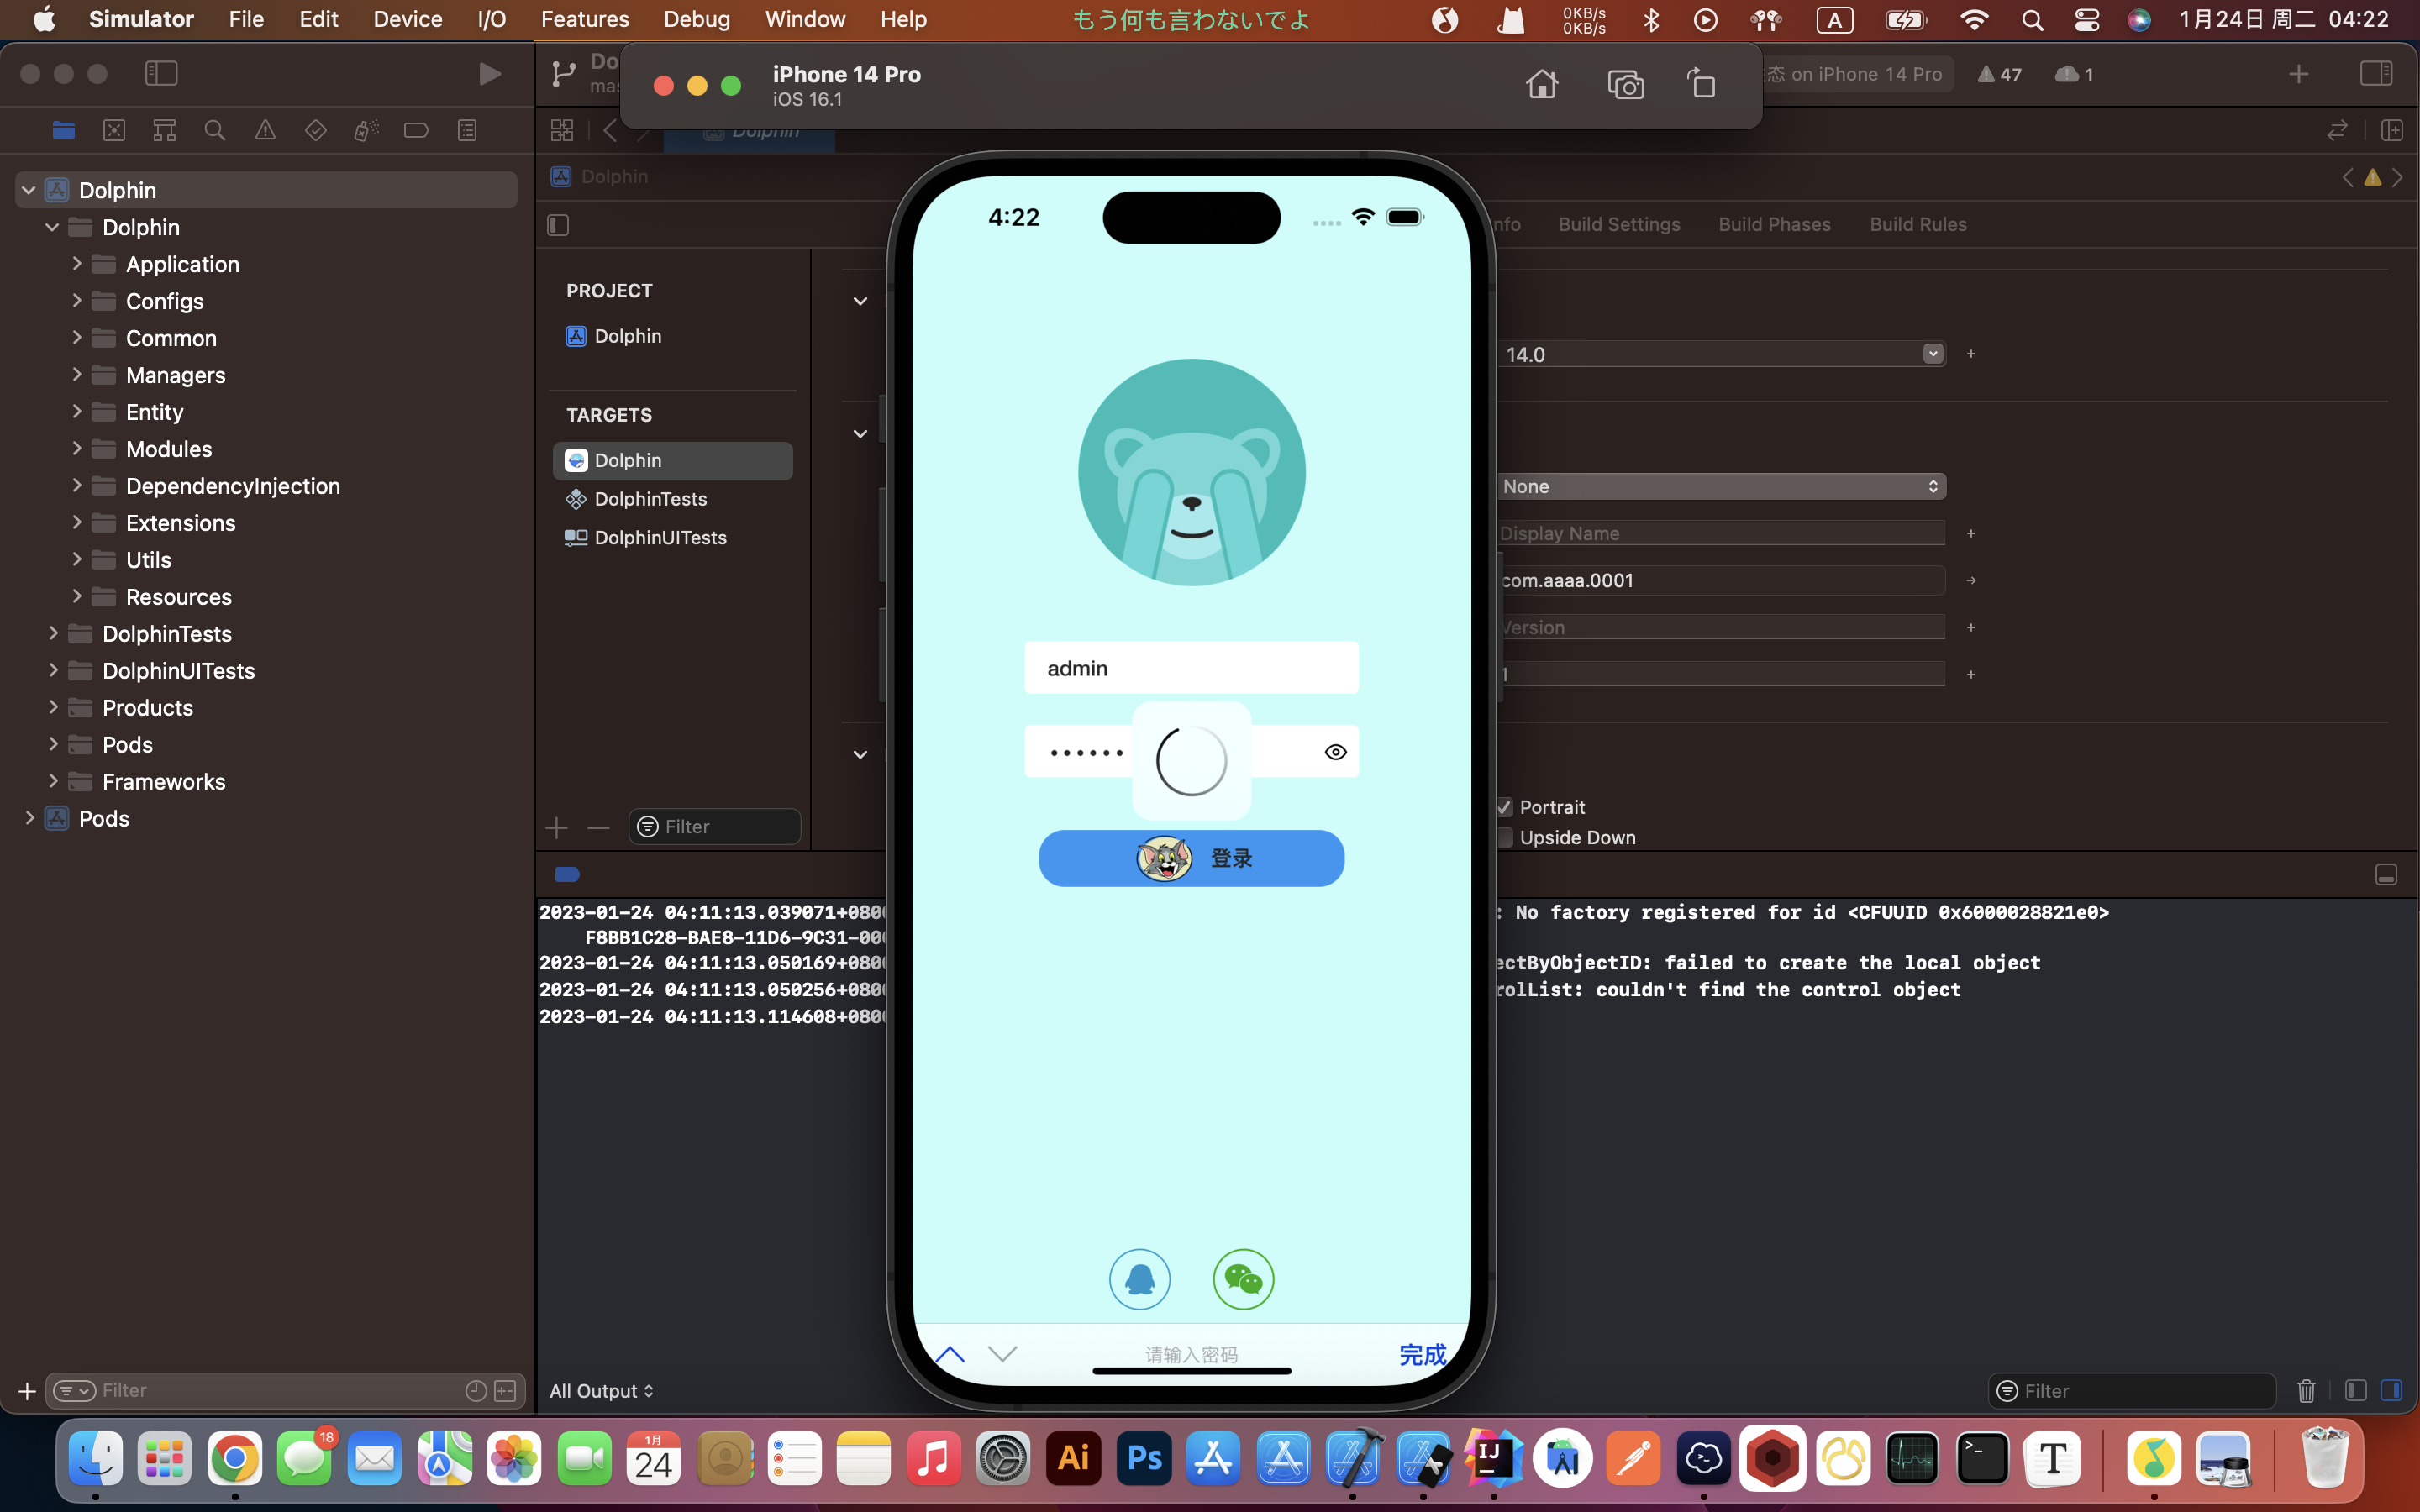 Simulator File Edit Device I/O Features Debug Window Help もう何も言わないでよ 0KB/s 0KB/s A 1月24日 周二 04:22
iPhone 14 Pro
iOS 16.1
Do
mas
态 on iPhone 14 Pro 47 1
Dolphin
Dolphin
Info Build Settings Build Phases Build Rules
Dolphin
Dolphin
Application
Configs
Common
Managers
Entity
Modules
DependencyInjection
Extensions
Utils
Resources
DolphinTests
DolphinUITests
Products
Pods
Frameworks
Pods
Filter
PROJECT
Dolphin
TARGETS
Dolphin
DolphinTests
DolphinUITests
Filter
4:22
admin
登录
请输入密码
完成
14.0
None
Display Name
com.aaaa.0001
Version
1
Portrait
Upside Down
2023-01-24 04:11:13.039071+080 : No factory registered for id <CFUUID 0x6000028821e0>
F8BB1C28-BAE8-11D6-9C31-00
2023-01-24 04:11:13.050169+080 ectByObjectID: failed to create the local object
2023-01-24 04:11:13.050256+080 rolList: couldn't find the control object
2023-01-24 04:11:13.114608+080
All Output
Filter
18
1月
24
Ai
Ps
IJ
T